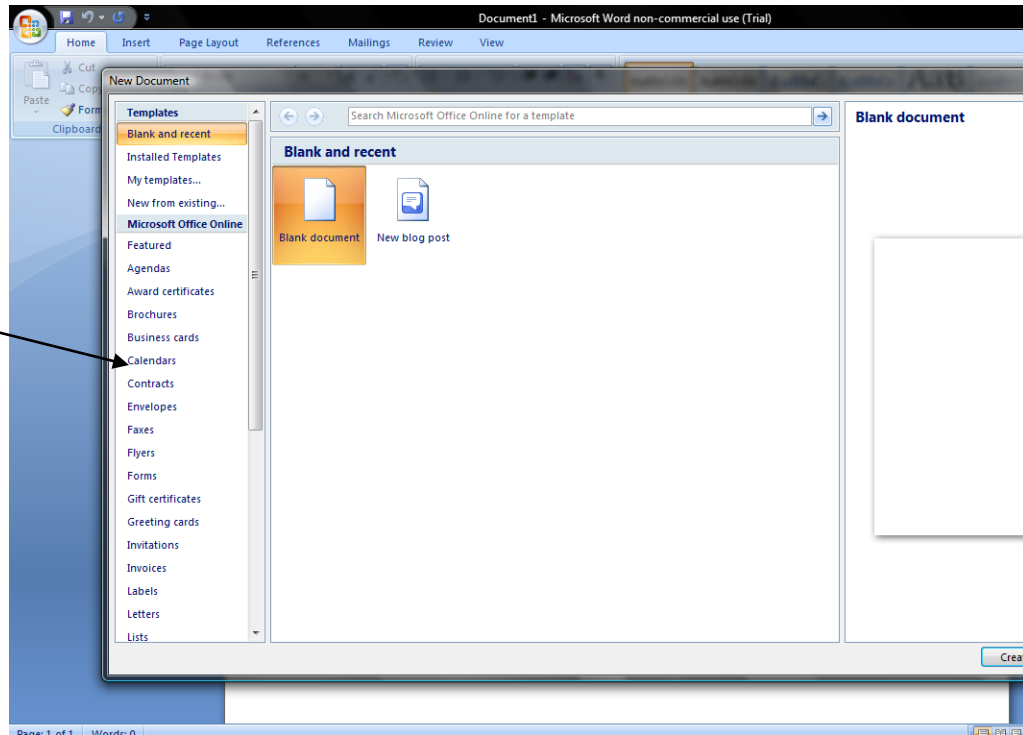 Document1 - Microsoft Word non-commercial use (Trial)
Home Insert Page Layout References Mailings Review View
Cut
Copy
Paste
Form
Clipboard
New Document
Templates
Blank and recent
Installed Templates
My templates...
New from existing...
Microsoft Office Online
Featured
Agendas
Award certificates
Brochures
Business cards
Calendars
Contracts
Envelopes
Faxes
Flyers
Forms
Gift certificates
Greeting cards
Invitations
Invoices
Labels
Letters
Lists
Search Microsoft Office Online for a template
Blank and recent
Blank document New blog post
Blank document
Crea
Page: 1 of 1 Words: 0